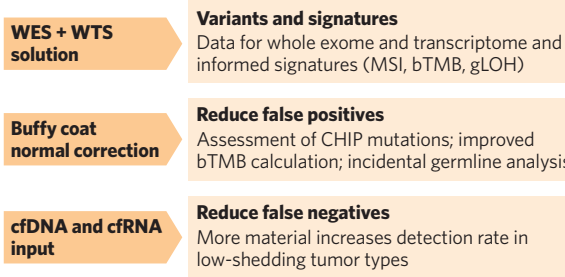 WES + WTS
solution
Variants and signatures
Data for whole exome and transcriptome and
informed signatures (MSI, bTMB, gLOH)
Buffy coat
normal correction
Reduce false positives
Assessment of CHIP mutations; improved
bTMB calculation; incidental germline analysis
cfDNA and cfRNA
input
Reduce false negatives
More material increases detection rate in
low-shedding tumor types